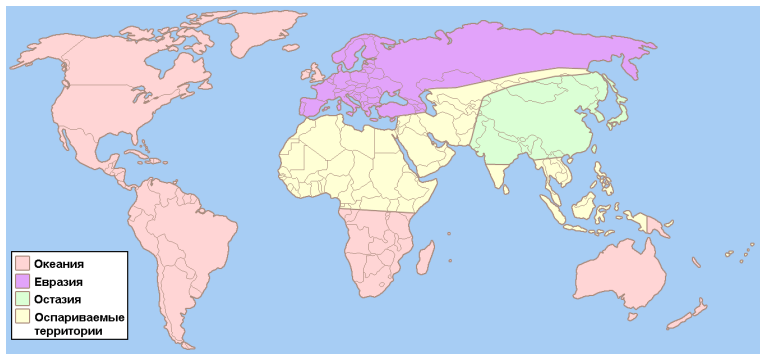 Океания
Евразия
Остазия
Оспариваемые
территории